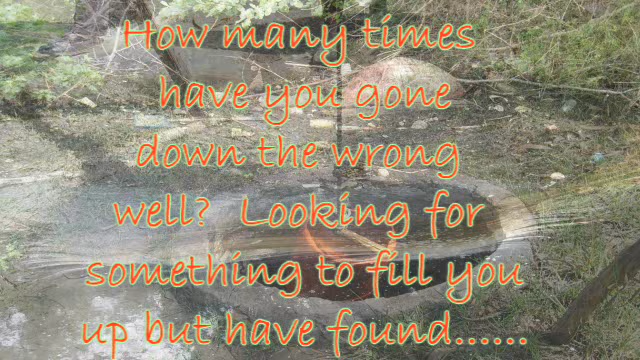 How many times
have you gone
down the wrong
well?  Looking for
something to fill you
up but have found......